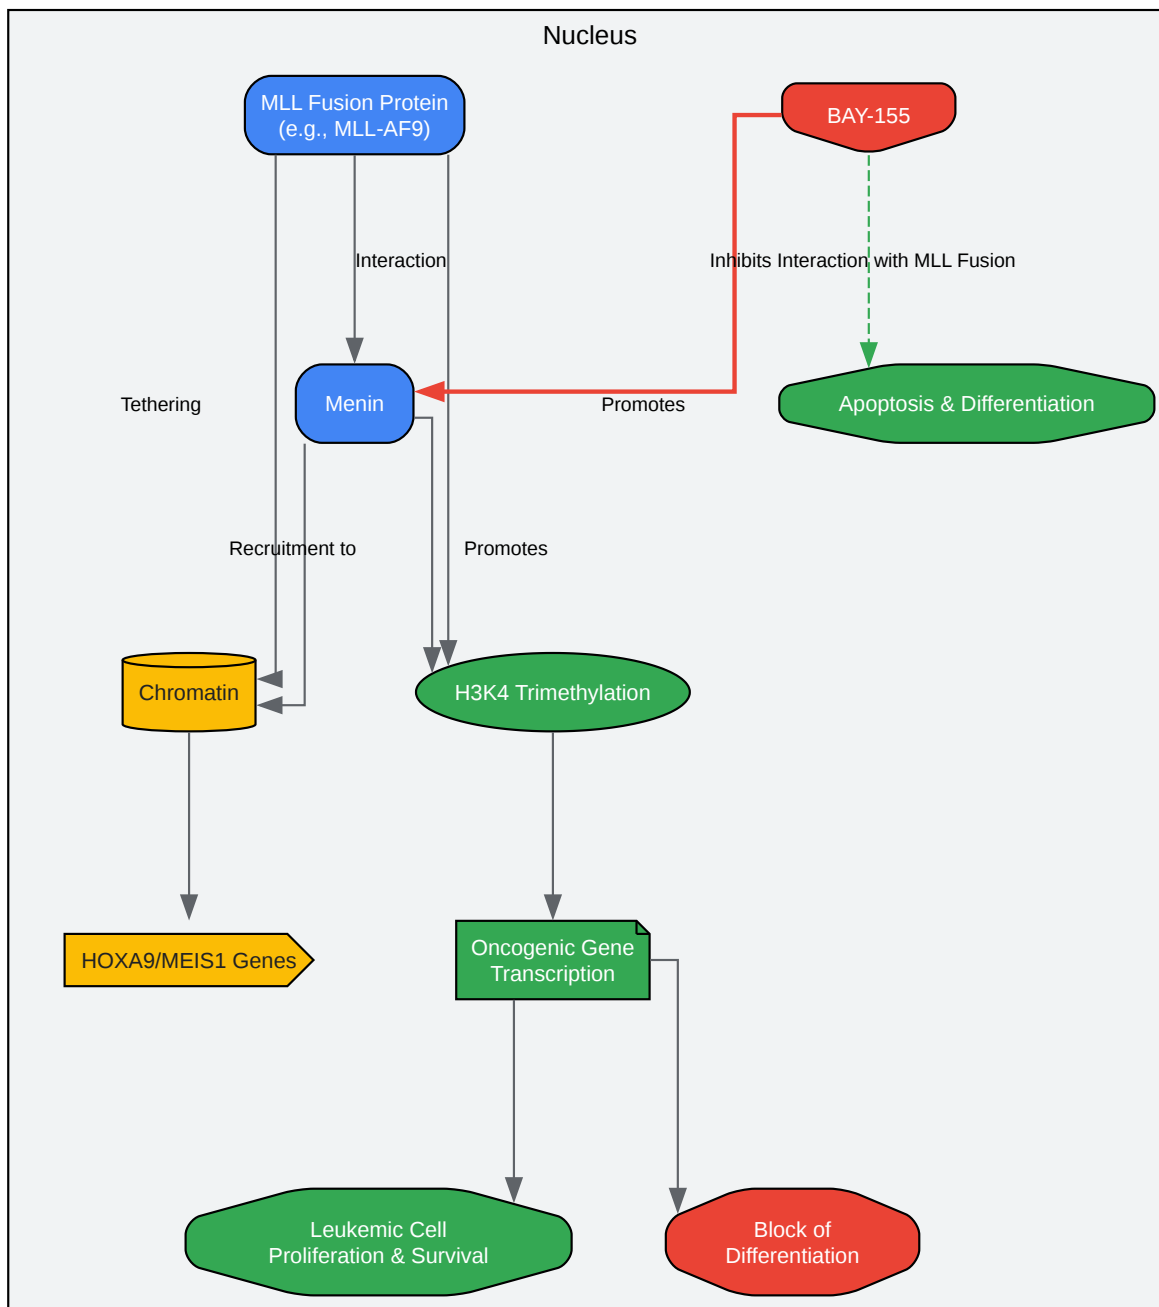 Nucleus
MLL Fusion Protein
(e.g., MLL-AF9)
BAY-155
Interaction
Inhibits Interaction with MLL Fusion
Tethering
Menin
Promotes
Apoptosis & Differentiation
Recruitment to
Promotes
Chromatin
H3K4 Trimethylation
HOXA9/MEIS1 Genes
Oncogenic Gene
Transcription
Leukemic Cell
Proliferation & Survival
Block of
Differentiation